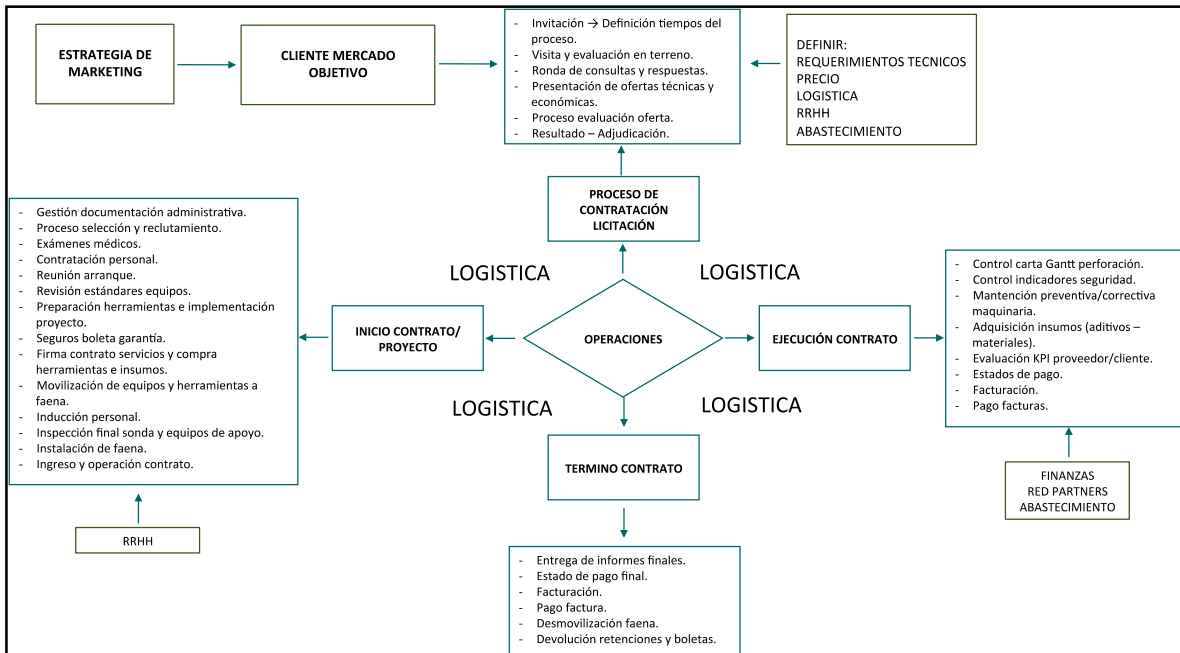 ESTRATEGIA DE
MARKETING
CLIENTE MERCADO
OBJETIVO
- Invitación → Definición tiempos del
proceso.
- Visita y evaluación en terreno.
- Ronda de consultas y respuestas.
- Presentación de ofertas técnicas y
económicas.
- Proceso evaluación oferta.
- Resultado – Adjudicación.
DEFINIR:
REQUERIMIENTOS TECNICOS
PRECIO
LOGISTICA
RRHH
ABASTECIMIENTO
PROCESO DE
CONTRATACIÓN
LICITACIÓN
- Gestión documentación administrativa.
- Proceso selección y reclutamiento.
- Exámenes médicos.
- Contratación personal.
- Reunión arranque.
- Revisión estándares equipos.
- Preparación herramientas e implementación
proyecto.
- Seguros boleta garantía.
- Firma contrato servicios y compra
herramientas e insumos.
- Movilización de equipos y herramientas a
faena.
- Inducción personal.
- Inspección final sonda y equipos de apoyo.
- Instalación de faena.
- Ingreso y operación contrato.
LOGISTICA
LOGISTICA
INICIO CONTRATO/
PROYECTO
OPERACIONES
EJECUCIÓN CONTRATO
- Control carta Gantt perforación.
- Control indicadores seguridad.
- Mantención preventiva/correctiva
maquinaria.
- Adquisición insumos (aditivos –
materiales).
- Evaluación KPI proveedor/cliente.
- Estados de pago.
- Facturación.
- Pago facturas.
LOGISTICA
LOGISTICA
TERMINO CONTRATO
FINANZAS
RED PARTNERS
ABASTECIMIENTO
RRHH
- Entrega de informes finales.
- Estado de pago final.
- Facturación.
- Pago factura.
- Desmovilización faena.
- Devolución retenciones y boletas.